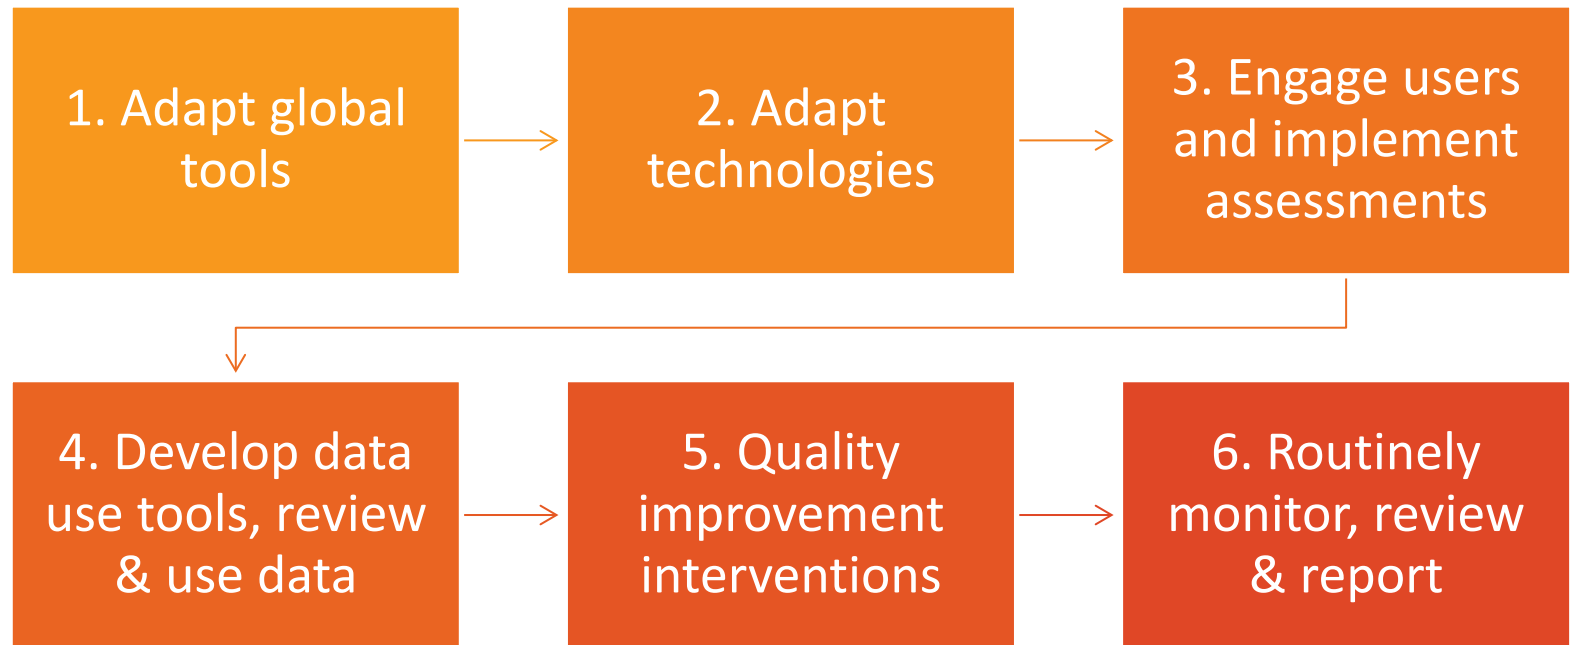 1. Adapt global
tools
2. Adapt
technologies
3. Engage users
and implement
assessments
4. Develop data
use tools, review
& use data
5. Quality
improvement
interventions
6. Routinely
monitor, review
& report